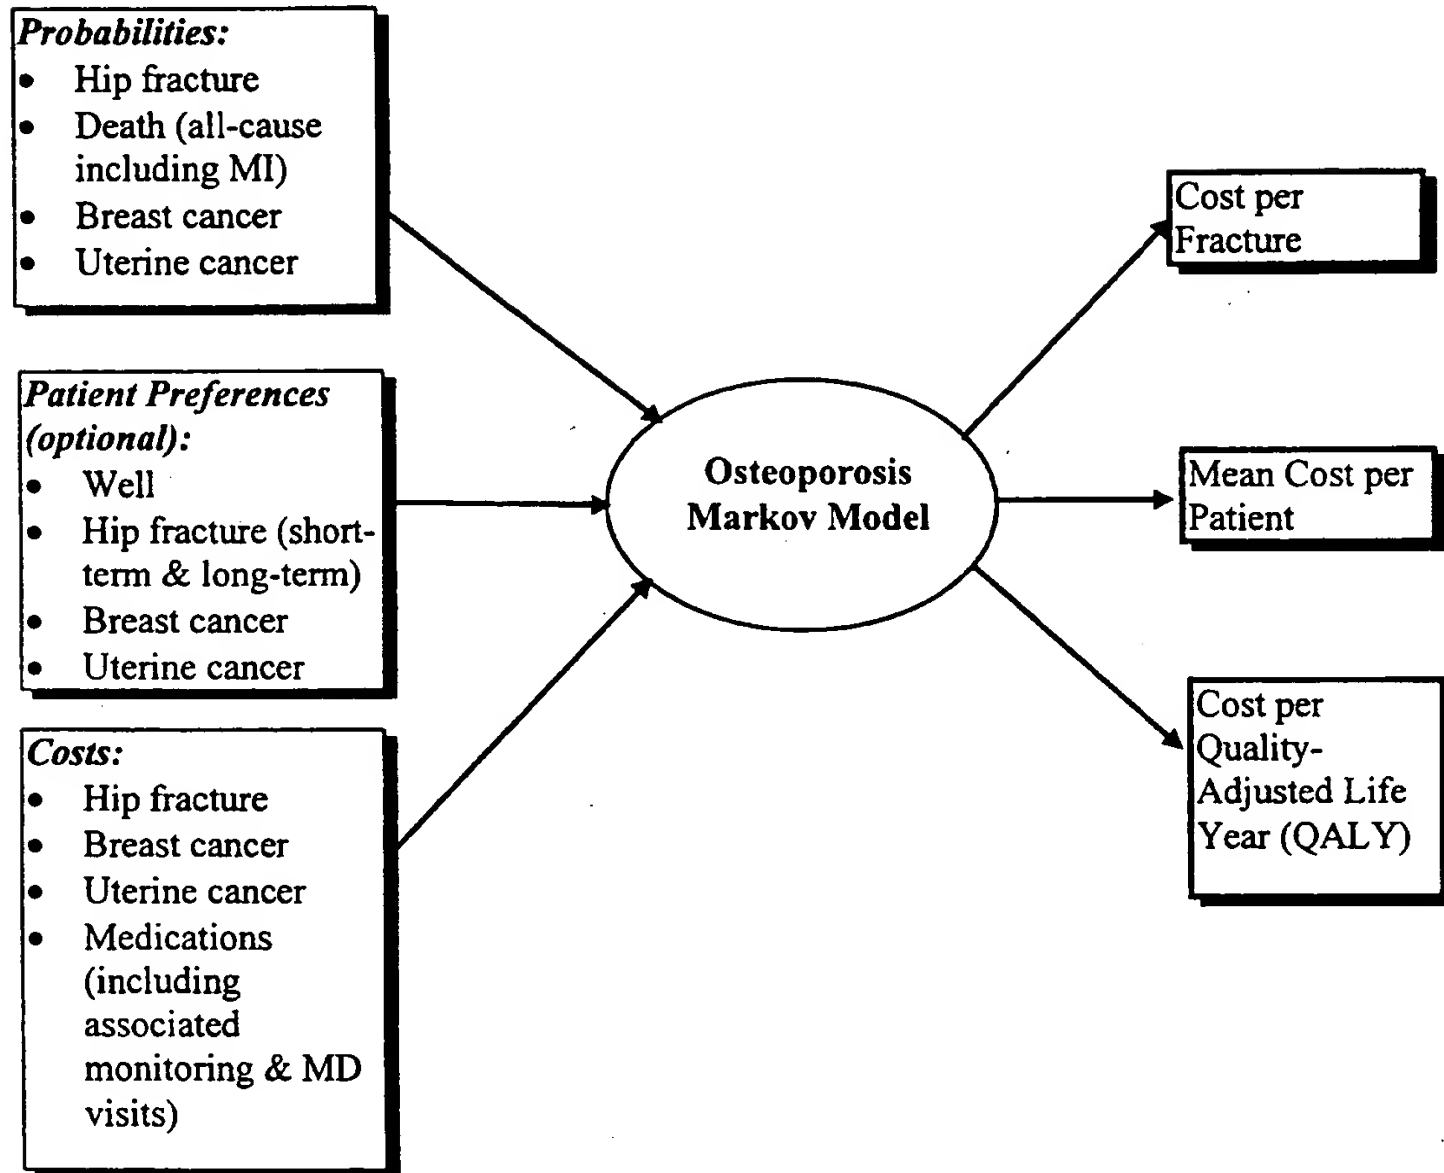 Probabilities:
• Hip fracture
• Death (all-cause
including MI)
• Breast cancer
• Uterine cancer
Patient Preferences
(optional):
• Well
• Hip fracture (short-
term & long-term)
• Breast cancer
• Uterine cancer
Costs:
• Hip fracture
• Breast cancer
• Uterine cancer
• Medications
(including
associated
monitoring & MD
visits)
Osteoporosis
Markov Model
Cost per
Fracture
Mean Cost per
Patient
Cost per
Quality-
Adjusted Life
Year (QALY)